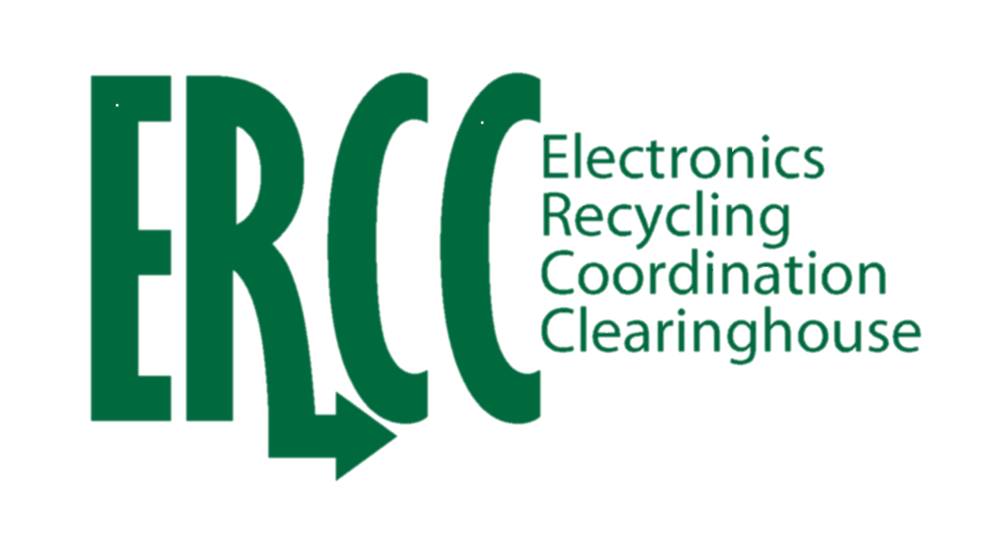 ERCC
Electronics
Recycling
Coordination
Clearinghouse